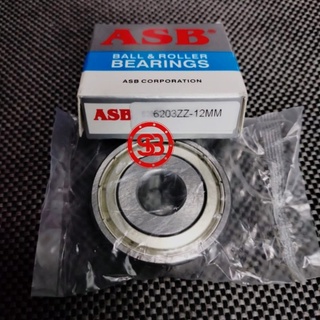 ASB®
BALL & ROLLER
BEARINGS
ASB CORPORATION
ASB 6203ZZ-12MM